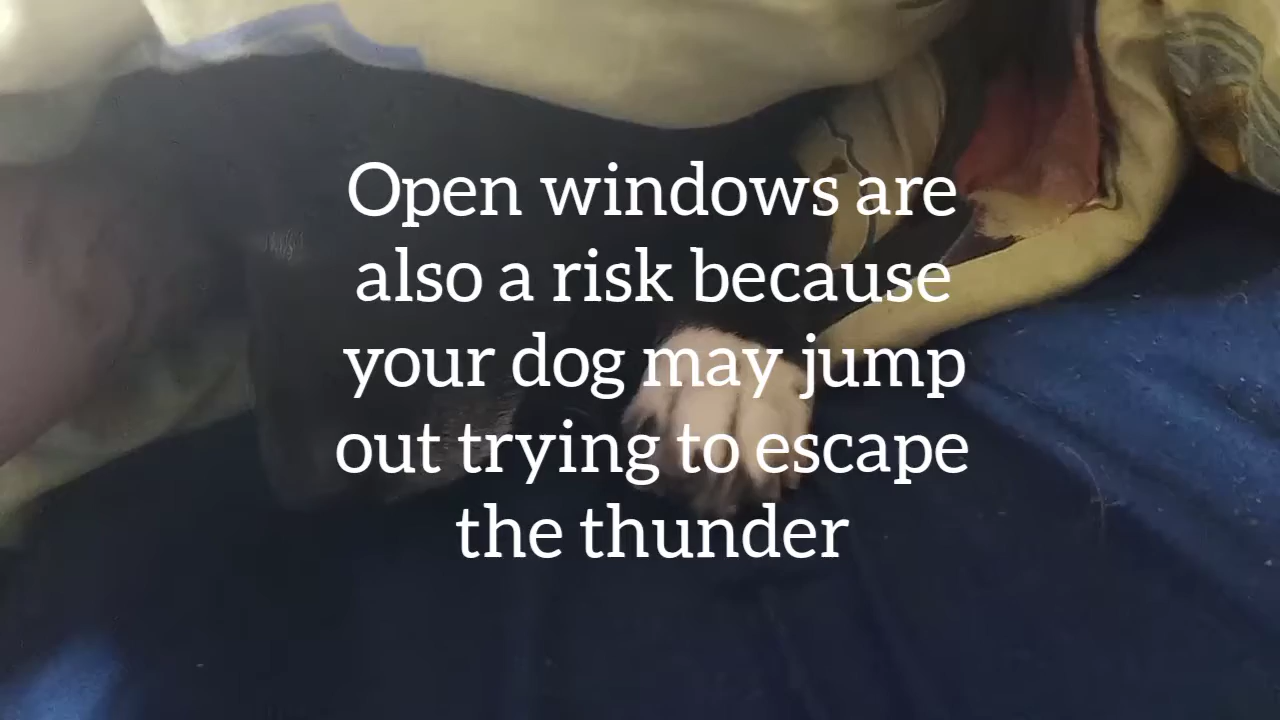 Open windows are
also a risk because
your dog may jump
out trying to escape
the thunder